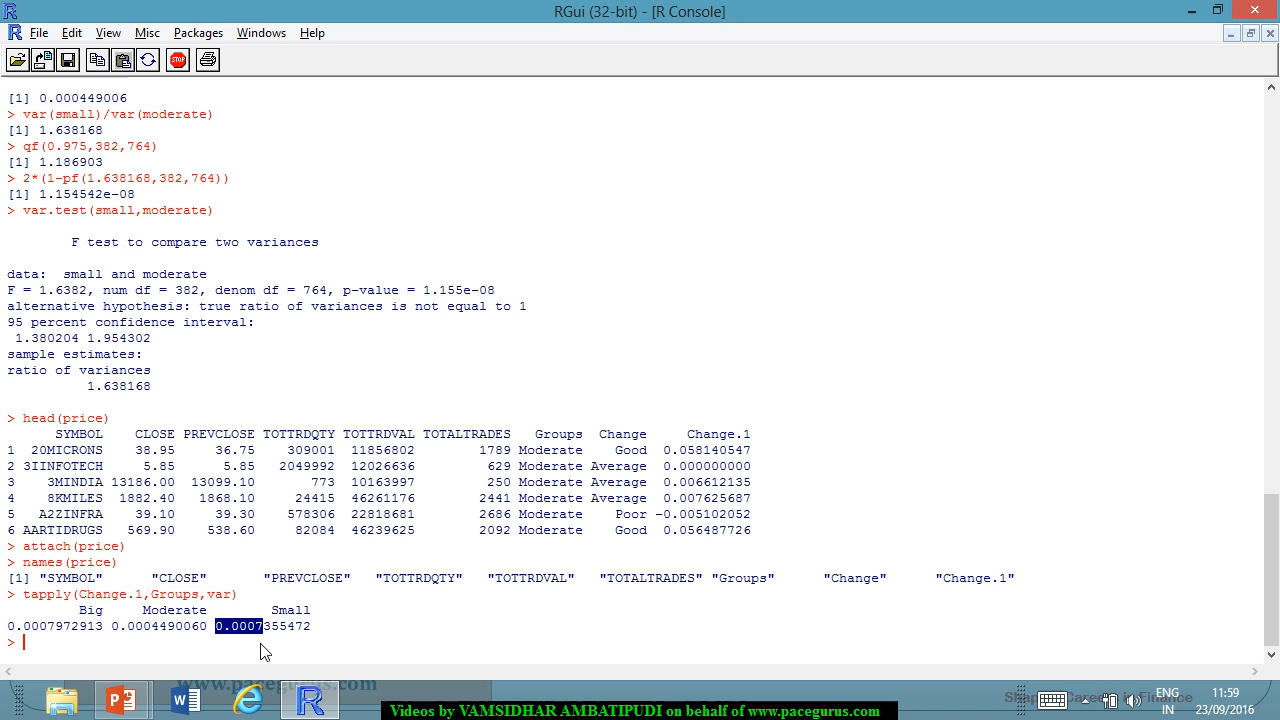 RGui (32-bit) - [R Console]
File Edit View Misc Packages Windows Help
STOP
[1] 0.000449006
> var(small)/var(moderate)
[1] 1.638168
> qf(0.975,382,764)
[1] 1.186903
> 2*(1-pf(1.638168,382,764))
[1] 1.154542e-08
> var.test(small,moderate)
F test to compare two variances
data:  small and moderate
F = 1.6382, num df = 382, denom df = 764, p-value = 1.155e-08
alternative hypothesis: true ratio of variances is not equal to 1
95 percent confidence interval:
1.380204 1.954302
sample estimates:
ratio of variances
1.638168
> head(price)
SYMBOL CLOSE PREVCLOSE TOTTRDQTY TOTTRDVAL TOTALTRADES Groups Change Change.1
1 20MICRONS 38.95 36.75 309001 11856802 1789 Moderate Good 0.058140547
2 3IINFOTECH 5.85 5.85 2049992 12026636 629 Moderate Average 0.000000000
3 3MINDIA 13186.00 13099.10 773 10163997 250 Moderate Average 0.006612135
4 8KMILES 1882.40 1868.10 24415 46261176 2441 Moderate Average 0.007625687
5 A2ZINFRA 39.10 39.30 578306 22818681 2686 Moderate Poor -0.005102052
6 AARTIDRUGS 569.90 538.60 82084 46239625 2092 Moderate Good 0.056487726
> attach(price)
> names(price)
[1] "SYMBOL" "CLOSE" "PREVCLOSE" "TOTTRDQTY" "TOTTRDVAL" "TOTALTRADES" "Groups" "Change" "Change.1"
> tapply(Change.1,Groups,var)
Big Moderate Small
0.0007972913 0.0004490060 0.0007355472
>
www.pacegurus.com
ENG 11:59
IN 23/09/2016
Videos by VAMSIDHAR AMBATIPUDI on behalf of www.pacegurus.com